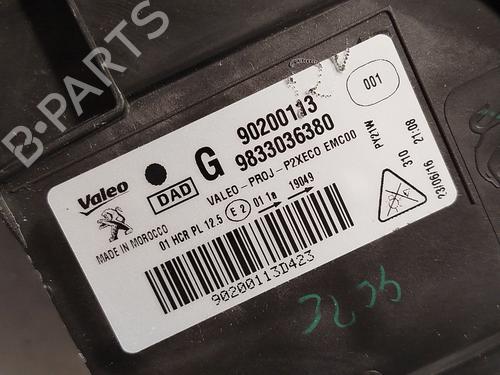 B-PARTS
001
90200113
G 9833036380
DAD
Valeo
VALEO-PROJ-P2XECO EMC00
MADE IN MOROCCO
01 HCR PL 12.5 E2 01 1a 19049
PY21W
310
23/06/16 21:08
90200113D423